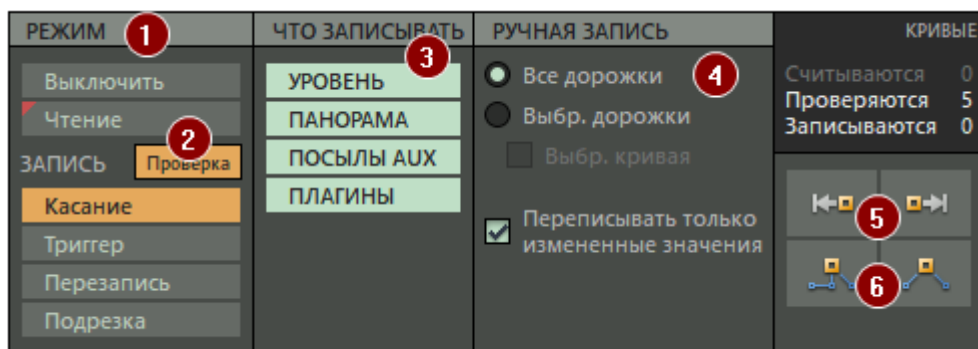 РЕЖИМ 1
Выключить
Чтение
2
ЗАПИСЬ Проверка
Касание
Триггер
Перезапись
Подрезка
ЧТО ЗАПИСЫВАТЬ
3
УРОВЕНЬ
ПАНОРАМА
ПОСЫЛЫ AUX
ПЛАГИНЫ
РУЧНАЯ ЗАПИСЬ
Все дорожки 4
Выбр. дорожки
Выбр. кривая
Переписывать только
измененные значения
КРИВЫЕ
Считываются 0
Проверяются 5
Записываются 0
5
6